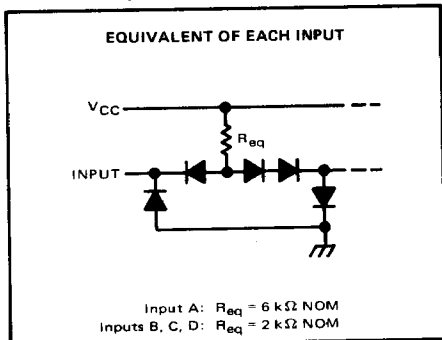 EQUIVALENT OF EACH INPUT
VCC
Req
INPUT
Input A: Req = 6 kΩ NOM
Inputs B, C, D: Req = 2 kΩ NOM